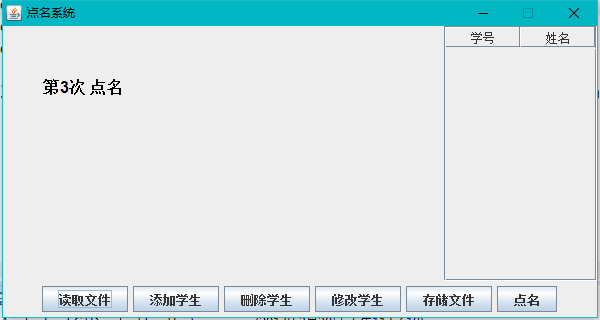 点名系统
学号 姓名
第3次 点名
读取文件 添加学生 删除学生 修改学生 存储文件 点名